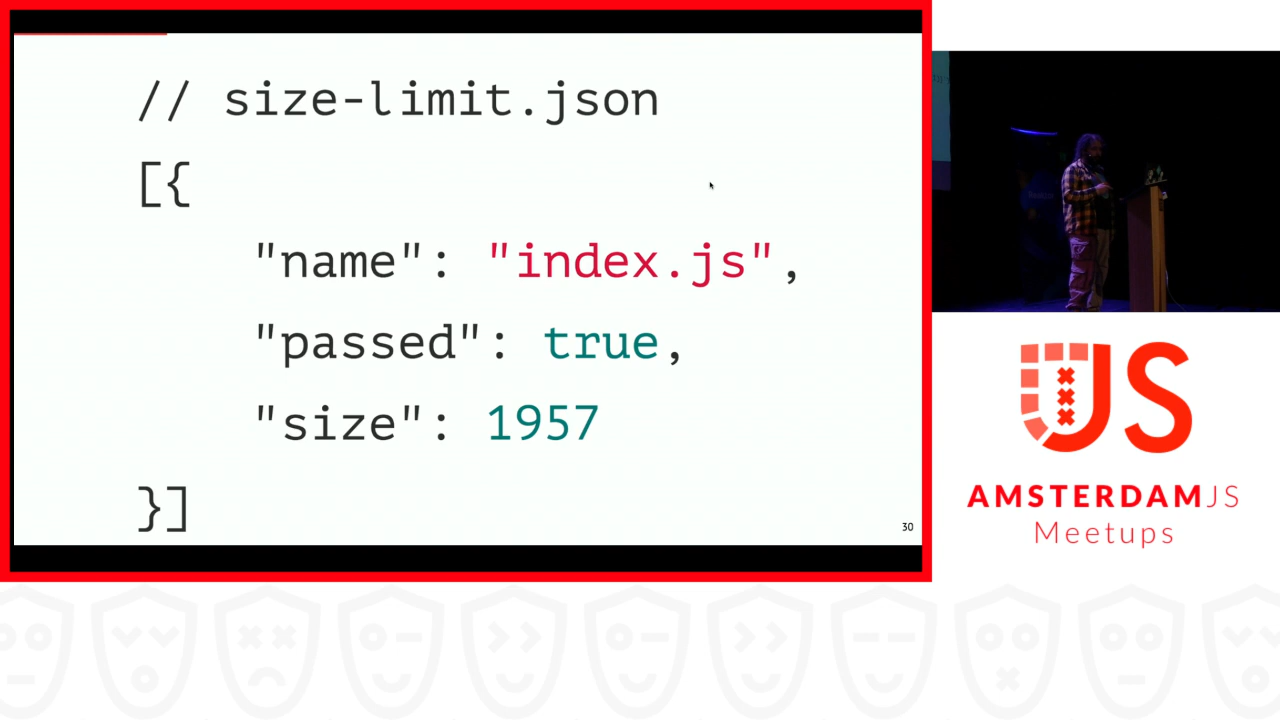 // size-limit.json
[{
"name": "index.js",
"passed": true,
"size": 1957
}]
30
JS
AMSTERDAMJS
Meetups